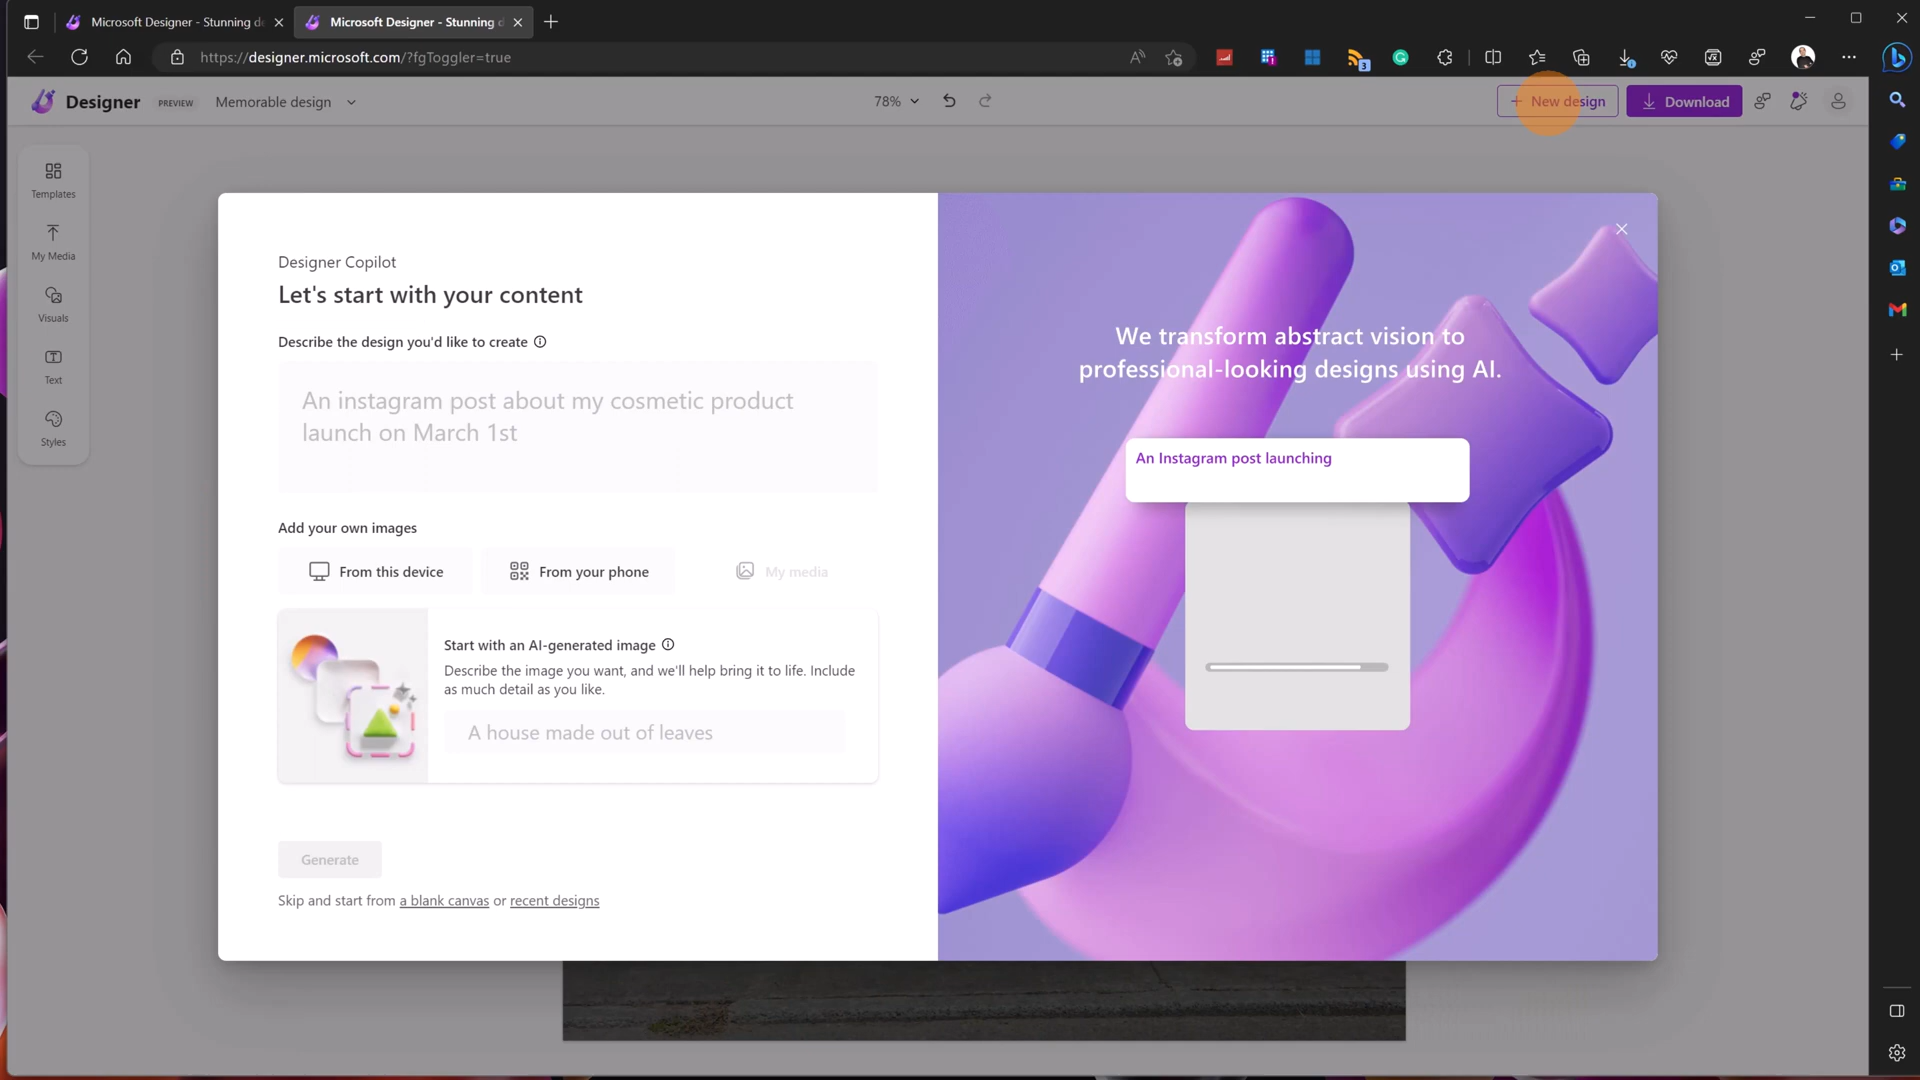 Microsoft Designer - Stunning de
Microsoft Designer - Stunning d
https://designer.microsoft.com/?fgToggler=true
3
Designer
PREVIEW
Memorable design
78%
+ New design
Download
Templates
My Media
Visuals
Text
Styles
Designer Copilot
Let's start with your content
Describe the design you'd like to create
An instagram post about my cosmetic product
launch on March 1st
Add your own images
From this device
From your phone
My media
Start with an AI-generated image
Describe the image you want, and we'll help bring it to life. Include
as much detail as you like.
A house made out of leaves
Generate
Skip and start from a blank canvas or recent designs
We transform abstract vision to
professional-looking designs using AI.
An Instagram post launching